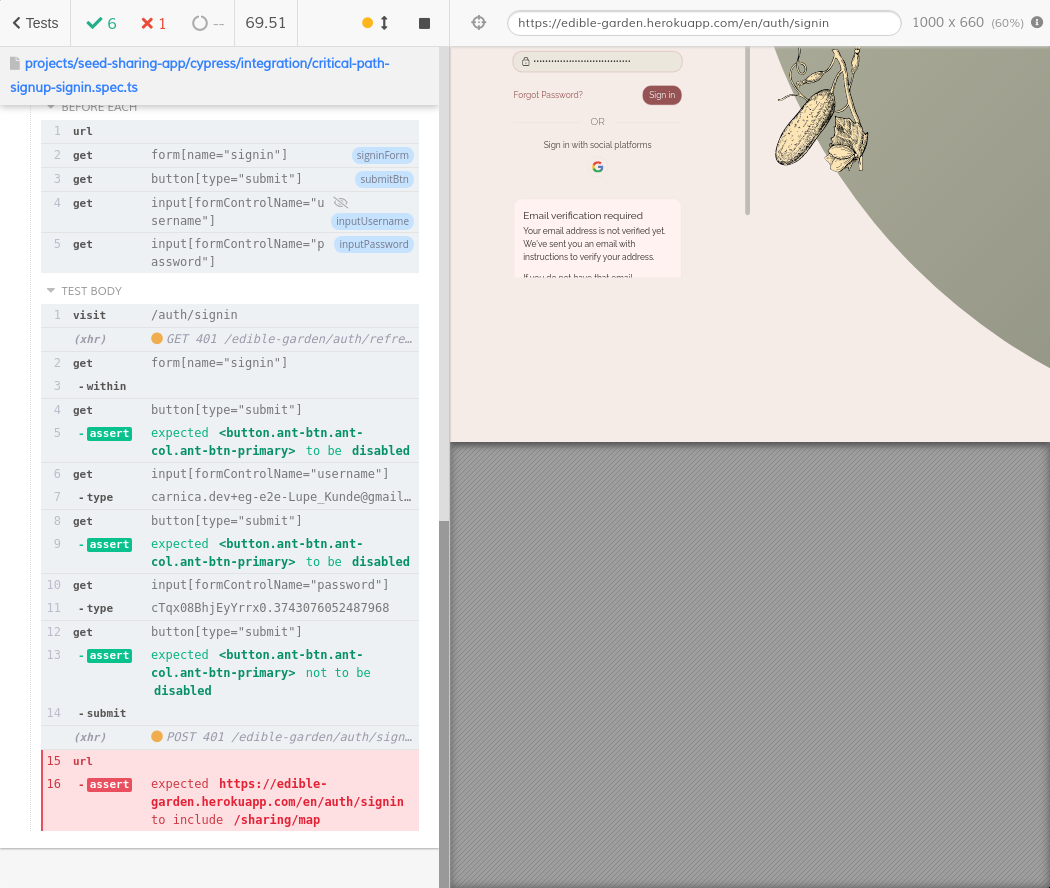 Tests
6
1
--
69.51
https://edible-garden.herokuapp.com/en/auth/signin
1000 x 660 (60%)
projects/seed-sharing-app/cypress/integration/critical-path-
signup-signin.spec.ts
BEFORE EACH
1 url
2 get form[name="signin"] signinForm
3 get button[type="submit"] submitBtn
4 get input[formControlName="u
sername"] inputUsername
5 get input[formControlName="p inputPassword
assword"]
TEST BODY
1 visit /auth/signin
(xhr) GET 401 /edible-garden/auth/refre…
2 get form[name="signin"]
3 -within
4 get button[type="submit"]
5 -assert expected <button.ant-btn.ant-
col.ant-btn-primary> to be disabled
6 get input[formControlName="username"]
7 -type carnica.dev+eg-e2e-Lupe_Kunde@gmail…
8 get button[type="submit"]
9 -assert expected <button.ant-btn.ant-
col.ant-btn-primary> to be disabled
10 get input[formControlName="password"]
11 -type cTqx08BhjEyYrrx0.3743076052487968
12 get button[type="submit"]
13 -assert expected <button.ant-btn.ant-
col.ant-btn-primary> not to be
disabled
14 -submit
(xhr) POST 401 /edible-garden/auth/sign…
15 url
16 -assert expected https://edible-
garden.herokuapp.com/en/auth/signin
to include /sharing/map
Forgot Password?
Sign in
OR
Sign in with social platforms
Email verification required
Your email address is not verified yet.
We've sent you an email with
instructions to verify your address.
If you do not have that email